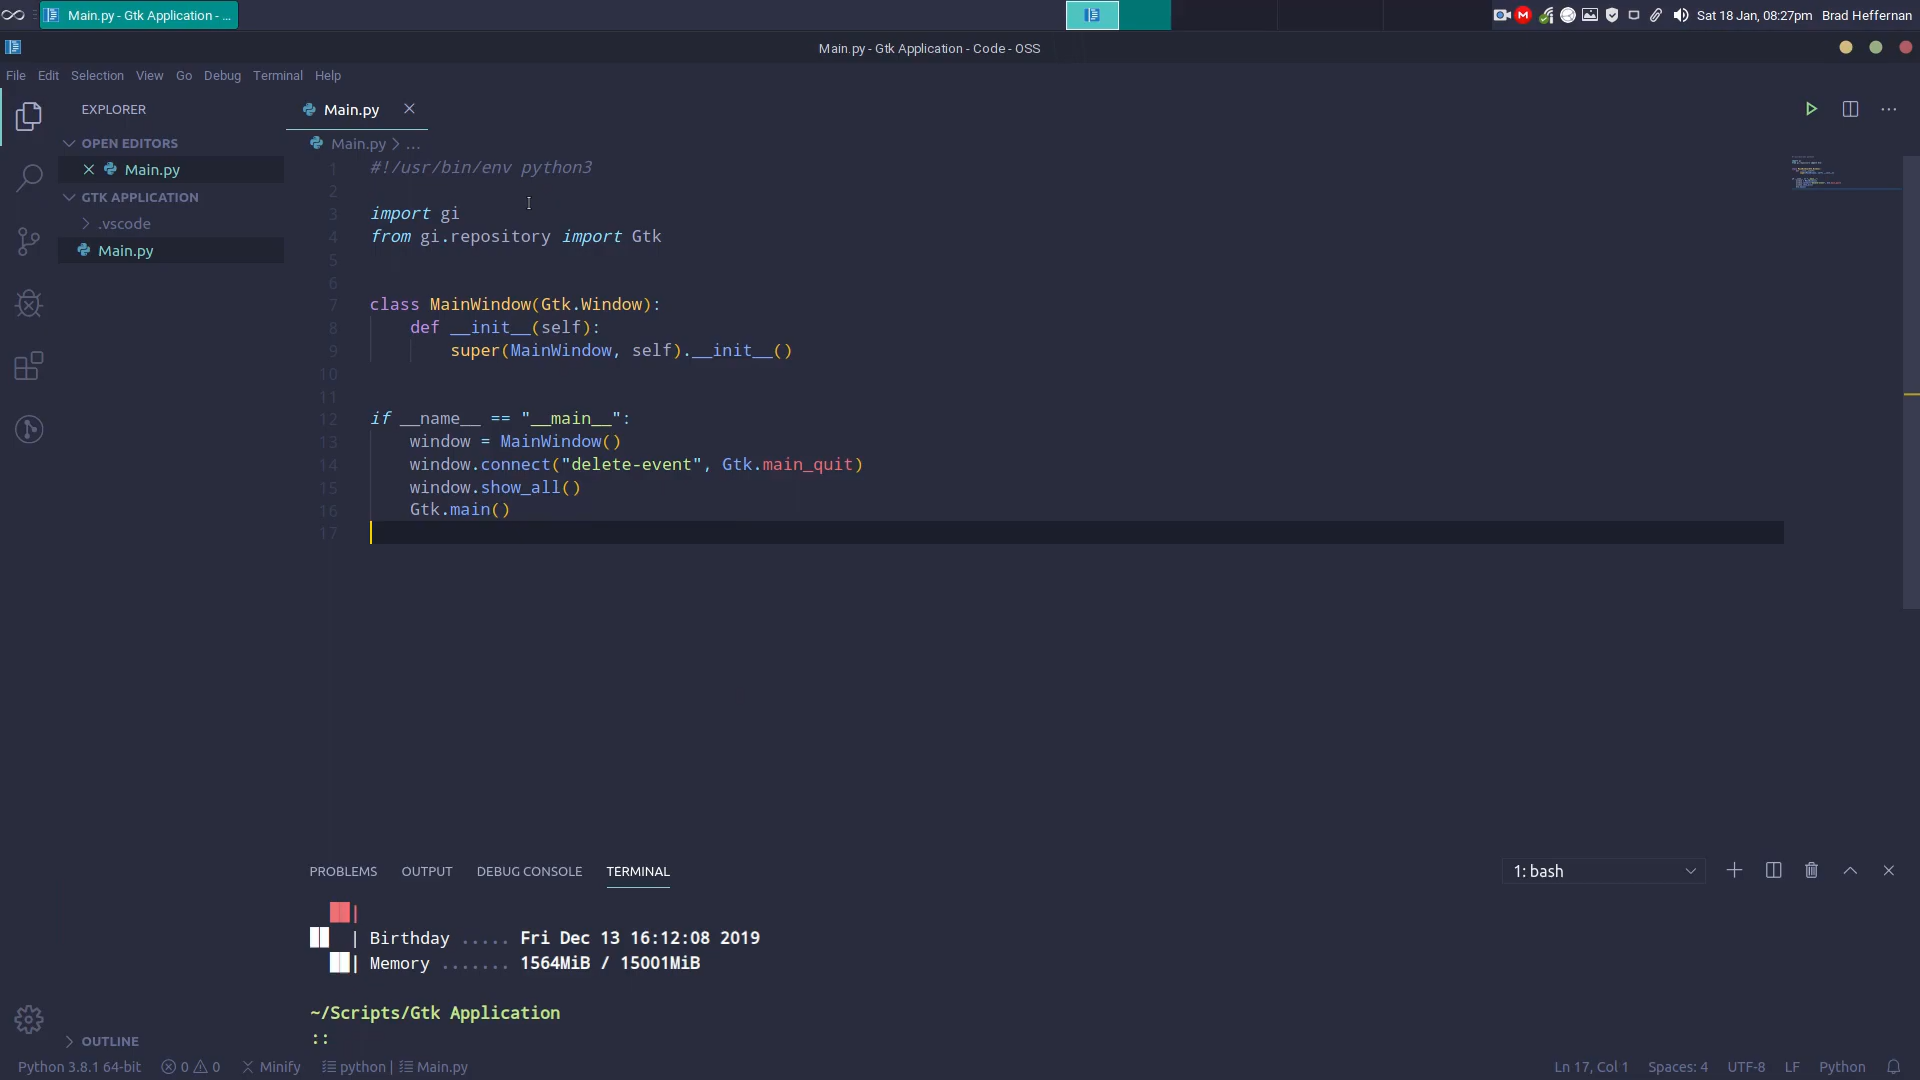 Main.py - Gtk Application - ...
Sat 18 Jan, 08:27pm Brad Heffernan
Main.py - Gtk Application - Code - OSS
File Edit Selection View Go Debug Terminal Help
EXPLORER
OPEN EDITORS
Main.py
GTK APPLICATION
.vscode
Main.py
OUTLINE
Main.py
Main.py > ...
1 #!/usr/bin/env python3
2
3 import gi
4 from gi.repository import Gtk
5
6
7 class MainWindow(Gtk.Window):
8     def __init__(self):
9         super(MainWindow, self).__init__()
10
11
12 if __name__ == "__main__":
13     window = MainWindow()
14     window.connect("delete-event", Gtk.main_quit)
15     window.show_all()
16     Gtk.main()
17
PROBLEMS OUTPUT DEBUG CONSOLE TERMINAL
1: bash
|
| Birthday ..... Fri Dec 13 16:12:08 2019
| Memory ....... 1564MiB / 15001MiB
~/Scripts/Gtk Application
::
Python 3.8.1 64-bit 0 0 Minify python | Main.py
Ln 17, Col 1 Spaces: 4 UTF-8 LF Python